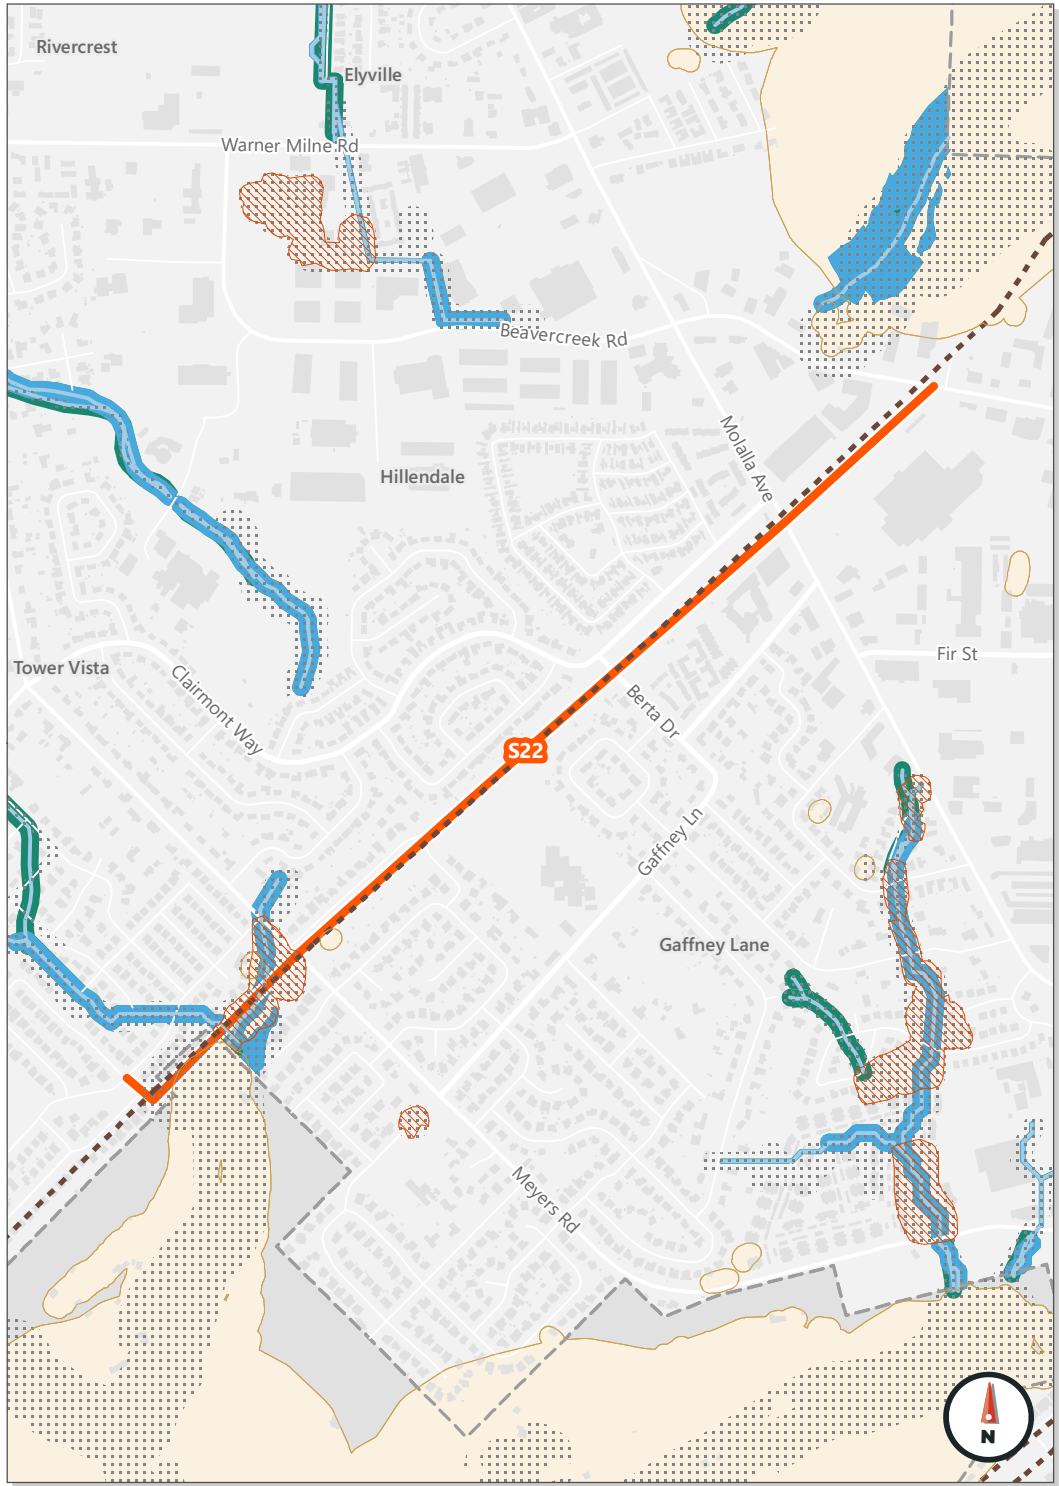 Rivercrest
Elyville
Warner Milne Rd
Beavercreek Rd
Molalla Ave
Hillendale
Fir St
Tower Vista
Clairmont Way
Berta Dr
S22
Gaffney Ln
Gaffney Lane
Meyers Rd
N